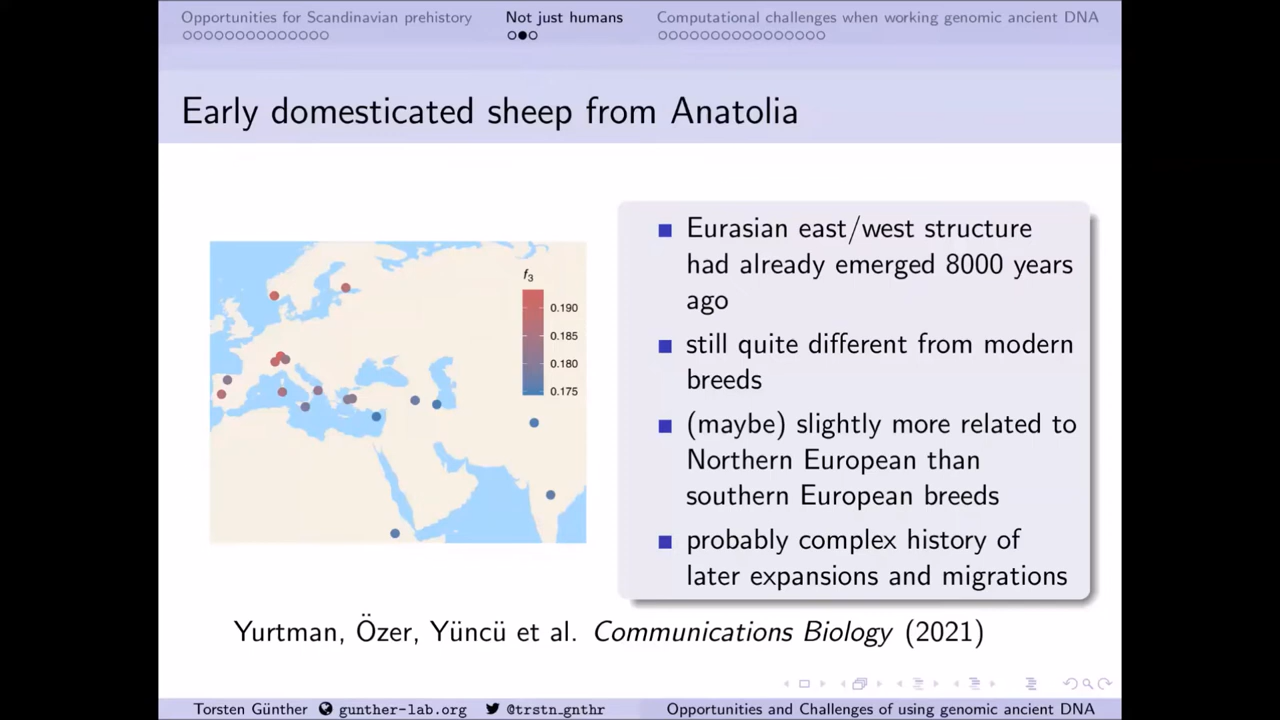 Opportunities for Scandinavian prehistory
Not just humans
Computational challenges when working genomic ancient DNA
Early domesticated sheep from Anatolia
f3
0.190
0.185
0.180
0.175
Eurasian east/west structure
had already emerged 8000 years
ago
still quite different from modern
breeds
(maybe) slightly more related to
Northern European than
southern European breeds
probably complex history of
later expansions and migrations
Yurtman, Özer, Yüncü et al. Communications Biology (2021)
Torsten Günther gunther-lab.org @trstn_gnthr
Opportunities and Challenges of using genomic ancient DNA